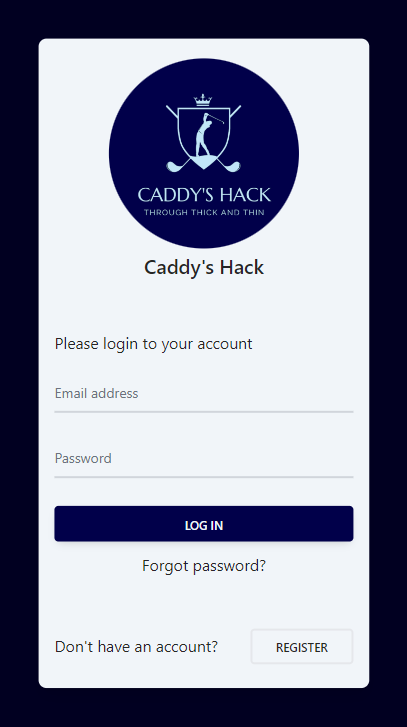 CADDY'S HACK
THROUGH THICK AND THIN
Caddy's Hack
Please login to your account
Email address
Password
LOG IN
Forgot password?
Don't have an account?
REGISTER